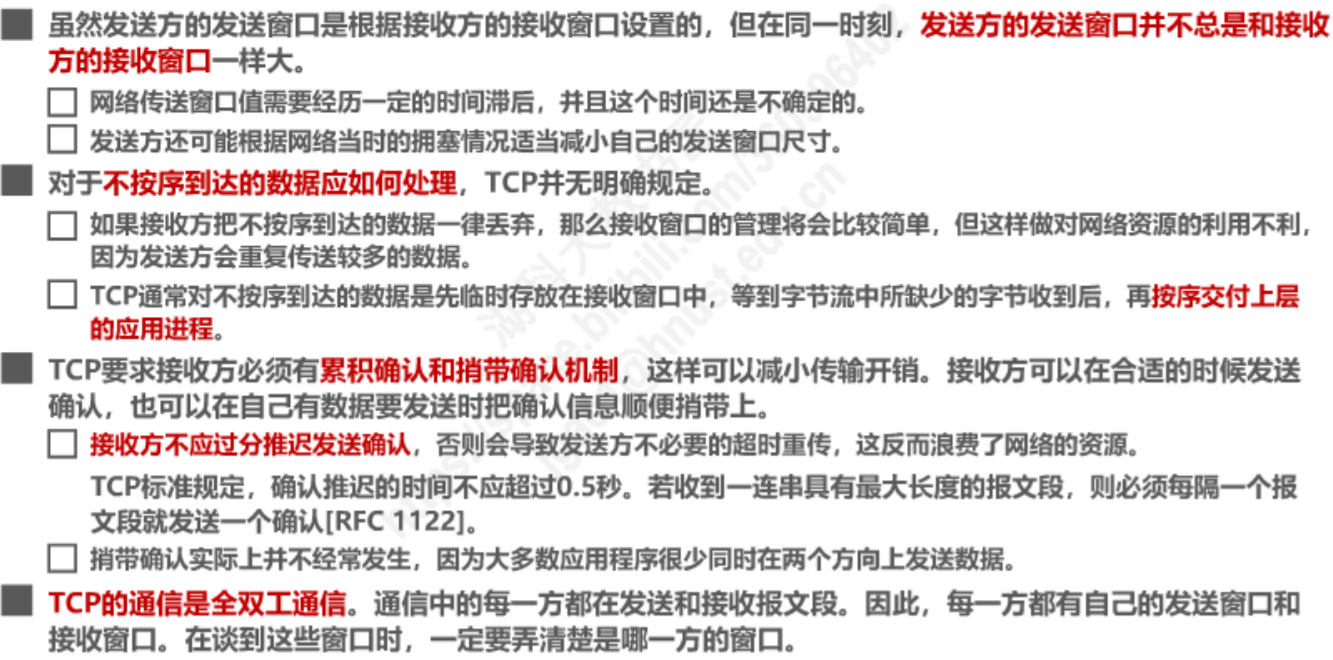 虽然发送方的发送窗口是根据接收方的接收窗口设置的，但在同一时刻，发送方的发送窗口并不总是和接收
方的接收窗口一样大。
网络传送窗口值需要经历一定的时间滞后，并且这个时间还是不确定的。
发送方还可能根据网络当时的拥塞情况适当减小自己的发送窗口尺寸。
对于不按序到达的数据应如何处理，TCP并无明确规定。
如果接收方把不按序到达的数据一律丢弃，那么接收窗口的管理将会比较简单，但这样做对网络资源的利用不利，
因为发送方会重复传送较多的数据。
TCP通常对不按序到达的数据是先临时存放在接收窗口中，等到字节流中所缺少的字节收到后，再按序交付上层
的应用进程。
TCP要求接收方必须有累积确认和捎带确认机制，这样可以减小传输开销。接收方可以在合适的时候发送
确认，也可以在自己有数据要发送时把确认信息顺便捎带上。
接收方不应过分推迟发送确认，否则会导致发送方不必要的超时重传，这反而浪费了网络的资源。
TCP标准规定，确认推迟的时间不应超过0.5秒。若收到一连串具有最大长度的报文段，则必须每隔一个报
文段就发送一个确认[RFC 1122]。
捎带确认实际上并不经常发生，因为大多数应用程序很少同时在两个方向上发送数据。
TCP的通信是全双工通信。通信中的每一方都在发送和接收报文段。因此，每一方都有自己的发送窗口和
接收窗口。在谈到这些窗口时，一定要弄清楚是哪一方的窗口。